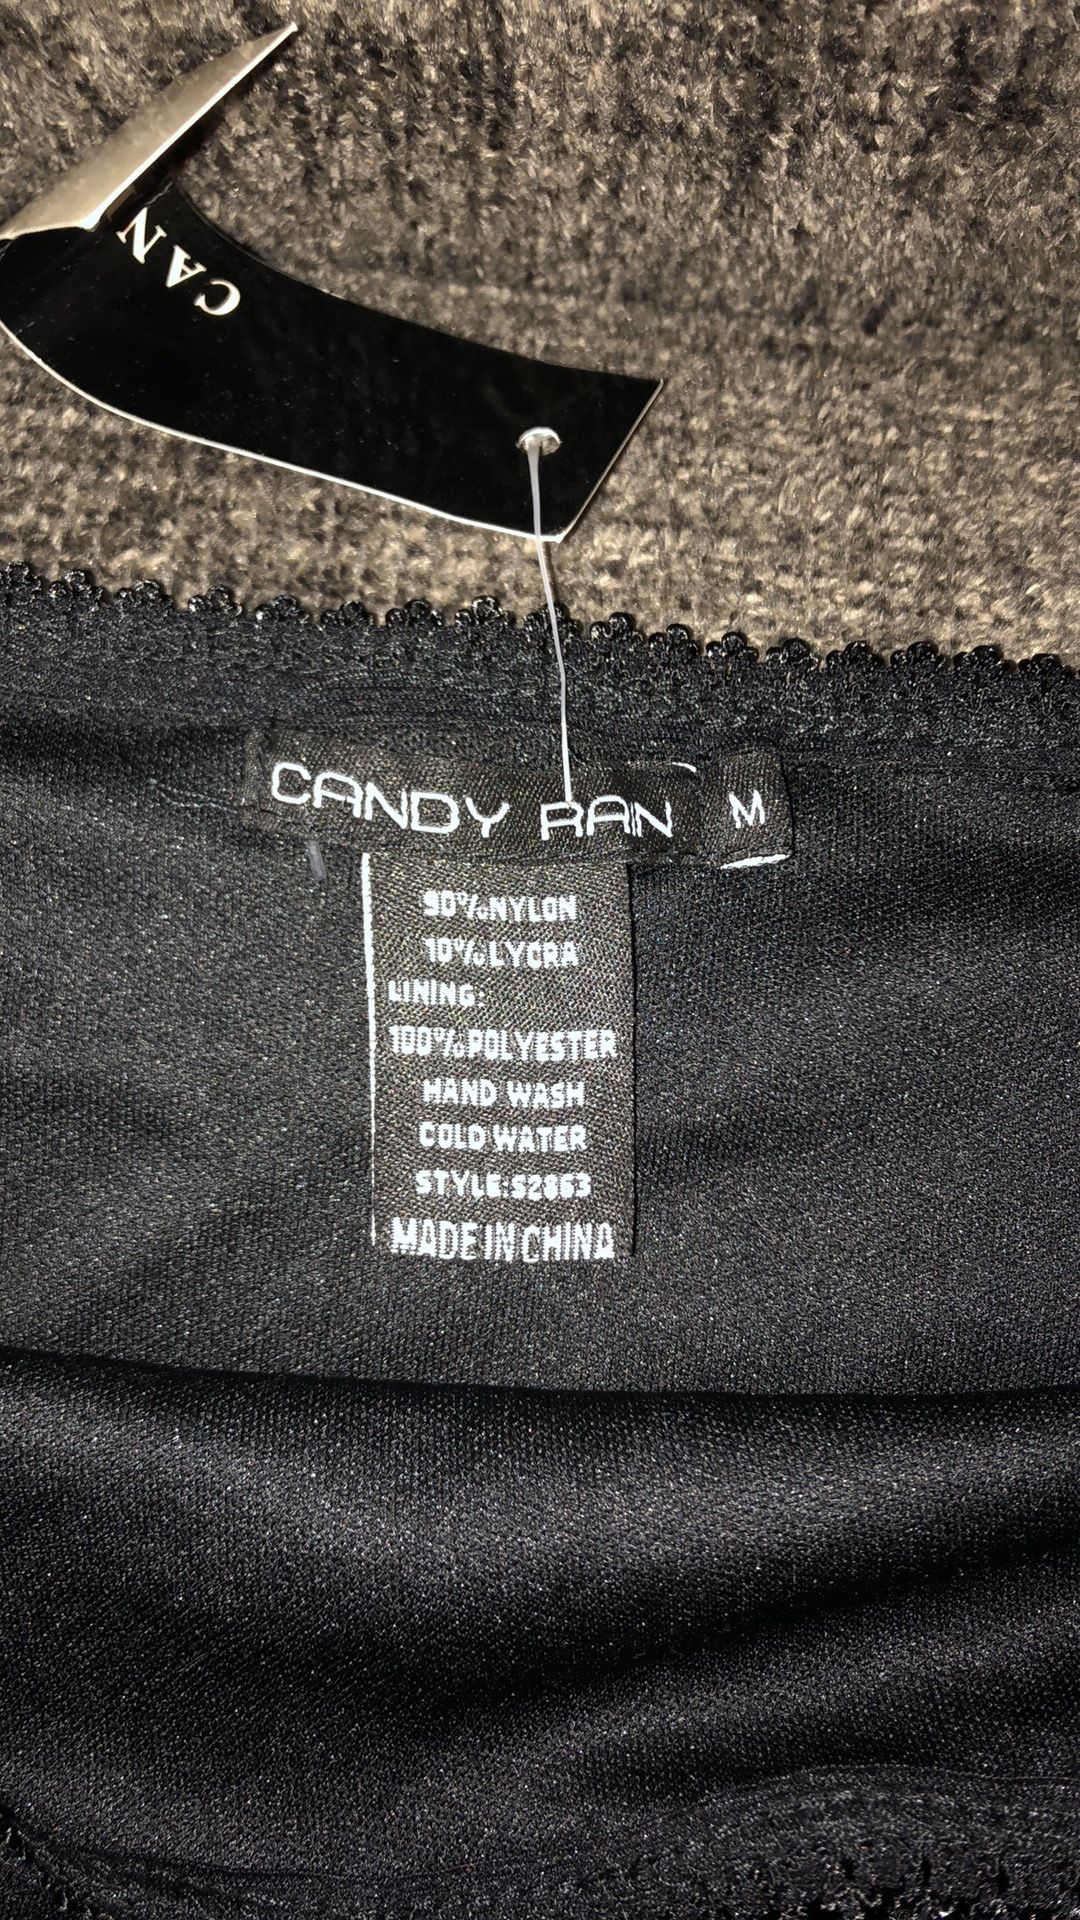 CAN
CANDY RAIN M
90%NYLON
10%LYCRA
LINING:
100%POLYESTER
HAND WASH
COLD WATER
STYLE:S2863
MADE IN CHINA